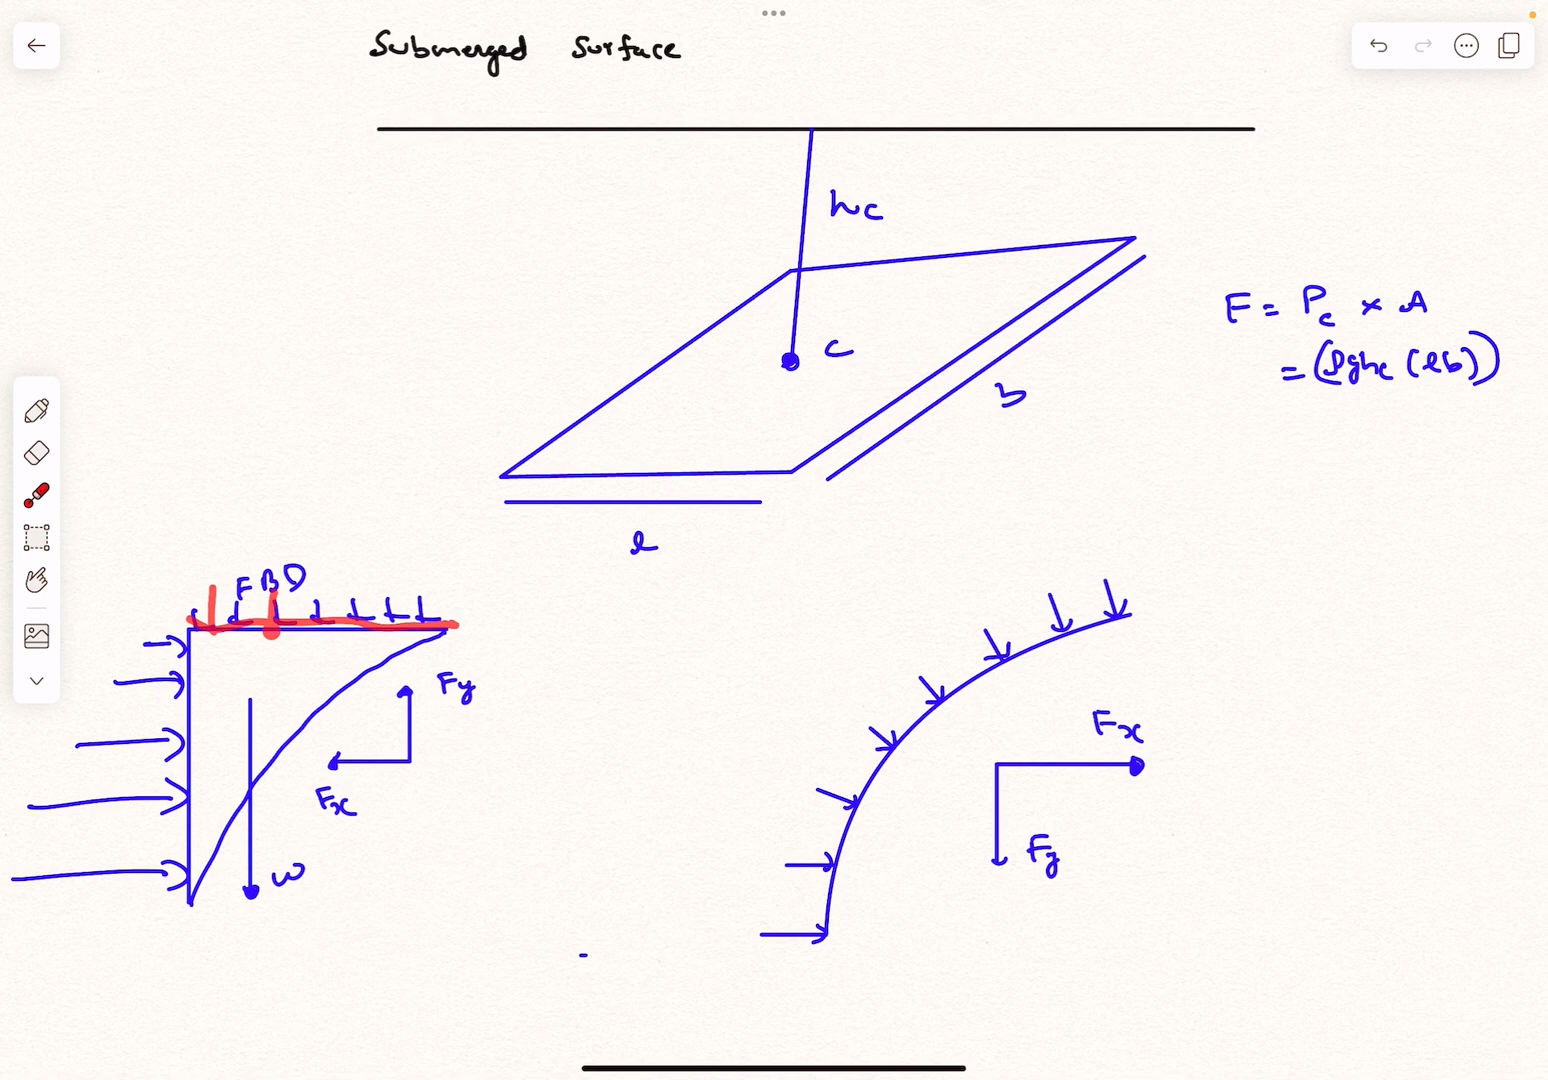 Submerged Surface
hc
C
F = Pc × A
= (ρghc (lb))
b
l
FBD
Fy
Fx
W
Fx
Fy